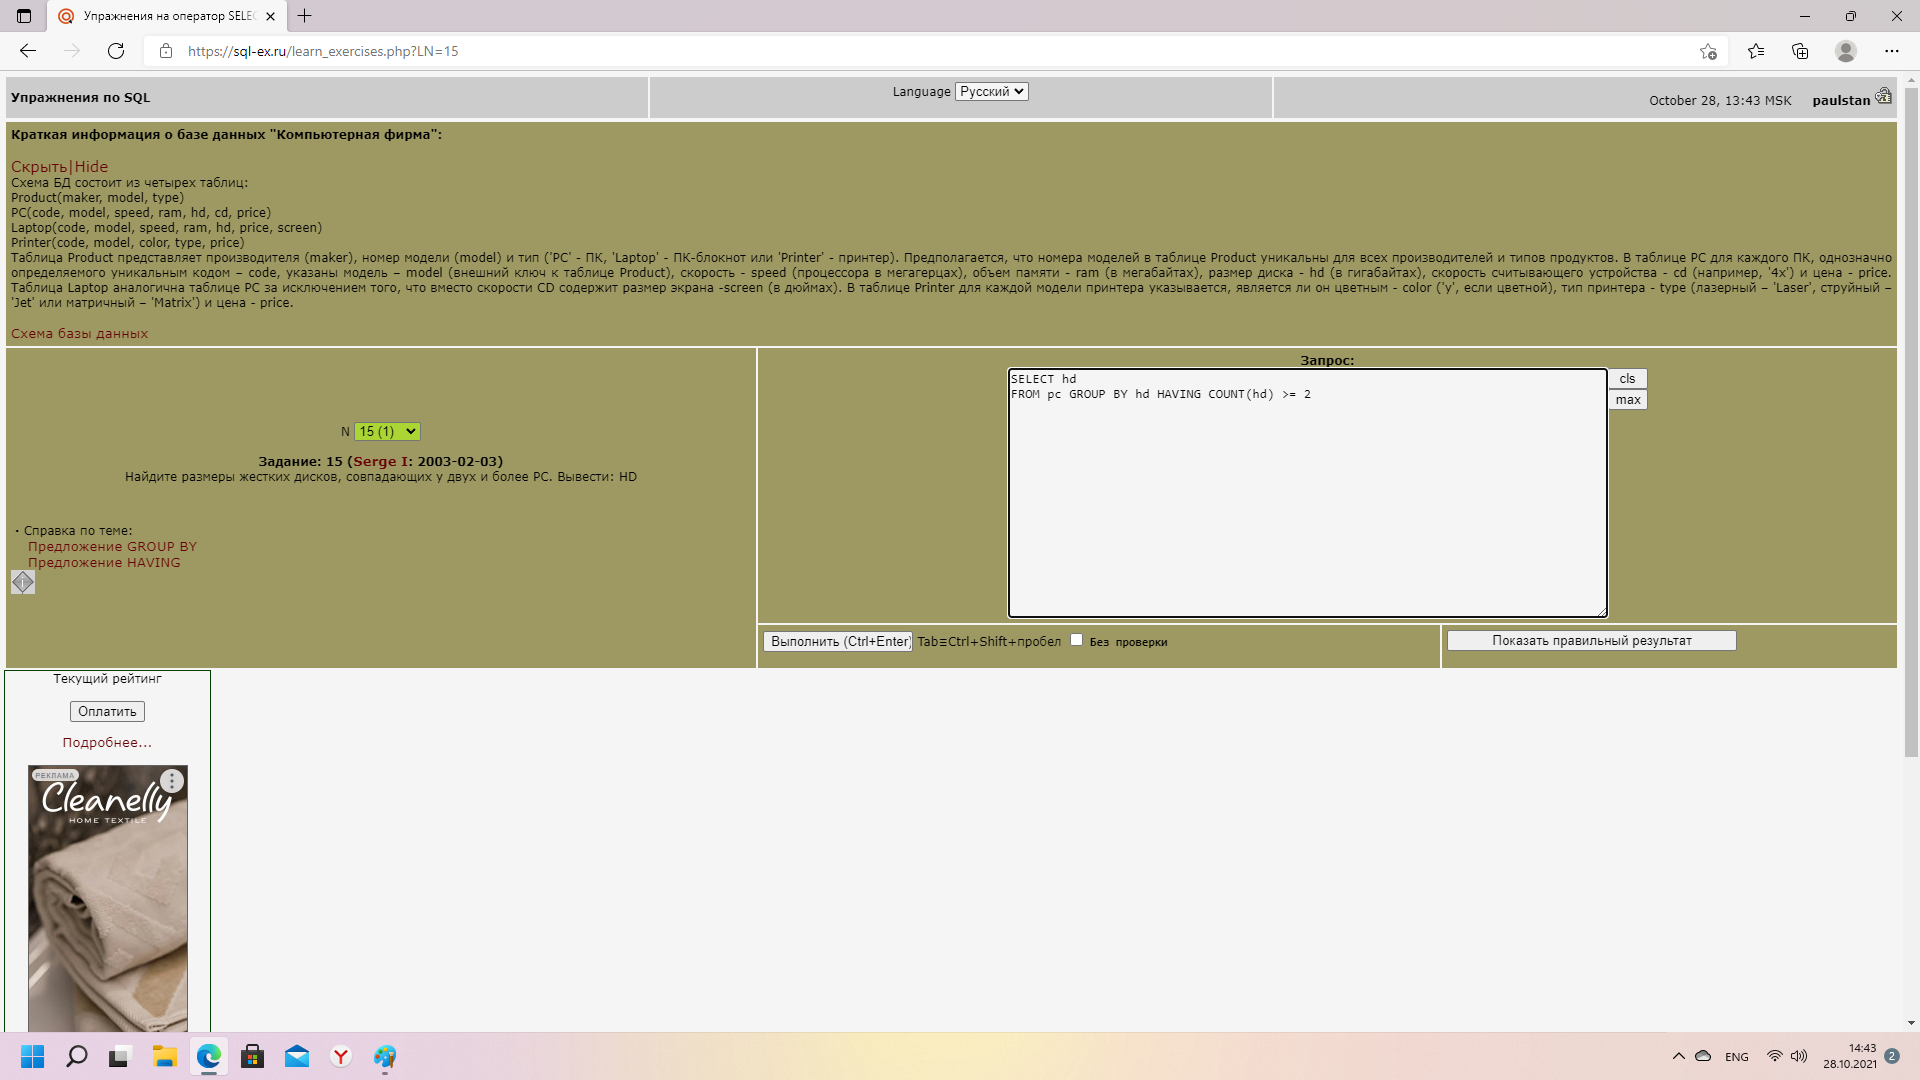 Упражнения на оператор SELEC
https://sql-ex.ru/learn_exercises.php?LN=15
Упражнения по SQL
Language Русский
October 28, 13:43 MSK paulstan
Краткая информация о базе данных "Компьютерная фирма":
Скрыть|Hide
Схема БД состоит из четырех таблиц:
Product(maker, model, type)
PC(code, model, speed, ram, hd, cd, price)
Laptop(code, model, speed, ram, hd, price, screen)
Printer(code, model, color, type, price)
Таблица Product представляет производителя (maker), номер модели (model) и тип ('PC' - ПК, 'Laptop' - ПК-блокнот или 'Printer' - принтер). Предполагается, что номера моделей в таблице Product уникальны для всех производителей и типов продуктов. В таблице PC для каждого ПК, однозначно
определяемого уникальным кодом – code, указаны модель – model (внешний ключ к таблице Product), скорость - speed (процессора в мегагерцах), объем памяти - ram (в мегабайтах), размер диска - hd (в гигабайтах), скорость считывающего устройства - cd (например, '4x') и цена - price.
Таблица Laptop аналогична таблице РС за исключением того, что вместо скорости CD содержит размер экрана -screen (в дюймах). В таблице Printer для каждой модели принтера указывается, является ли он цветным - color ('y', если цветной), тип принтера - type (лазерный – 'Laser', струйный –
'Jet' или матричный – 'Matrix') и цена - price.
Схема базы данных
N 15 (1)
Задание: 15 (Serge I: 2003-02-03)
Найдите размеры жестких дисков, совпадающих у двух и более PC. Вывести: HD
· Справка по теме:
Предложение GROUP BY
Предложение HAVING
Запрос:
SELECT hd
FROM pc GROUP BY hd HAVING COUNT(hd) >= 2
cls
max
Выполнить (Ctrl+Enter) Tab≡Ctrl+Shift+пробел Без проверки
Показать правильный результат
Текущий рейтинг
Оплатить
Подробнее...
РЕКЛАМА
Cleanelly
HOME TEXTILE
ENG
14:43
28.10.2021
2